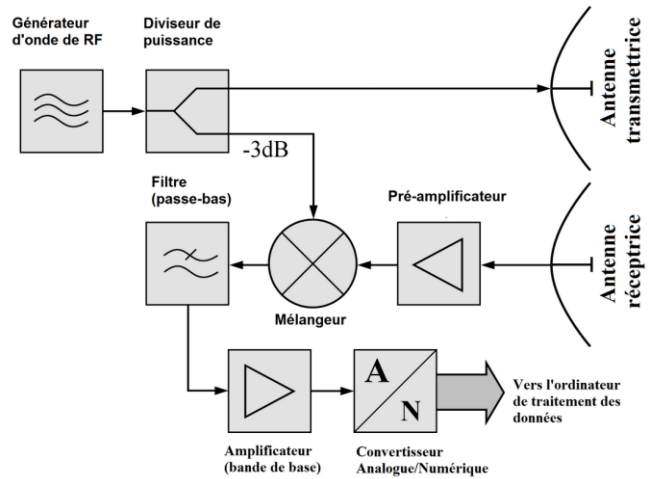 Générateur
d'onde de RF
Diviseur de
puissance
Antenne
transmettrice
-3dB
Filtre
(passe-bas)
Pré-amplificateur
Antenne
réceptrice
Mélangeur
A
N
Vers l'ordinateur
de traitement des
données
Amplificateur
(bande de base)
Convertisseur
Analogue/Numérique